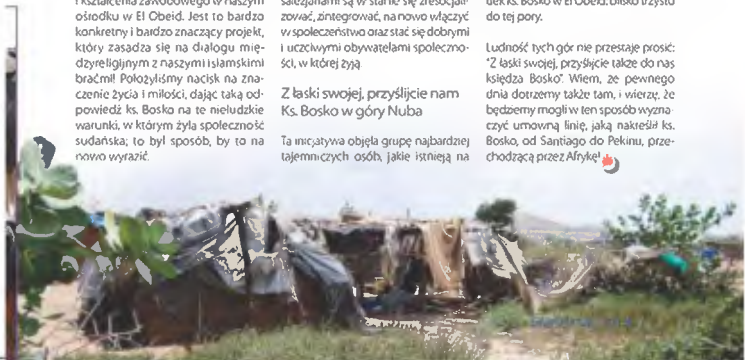 i kształcenia zawodowego w naszym
ośrodku w El Obeid. Jest to bardzo
konkretny i bardzo znaczący projekt,
który zasadza się na dialogu mię-
dzyreligijnym z naszymi islamskimi
braćmi! Położyliśmy nacisk na zna-
czenie życia i miłości, dając taką od-
powiedź ks. Bosko na te nieludzkie
warunki, w którym żyła społeczność
sudańska; to był sposób, by to na
nowo wyrazić.
salezjanami są w stanie się zresocjali-
zować, zintegrować, na nowo włączyć
w społeczeństwo oraz stać się dobrymi
i uczciwymi obywatelami społeczno-
ści, w której żyją.
Z łaski swojej, przyślijcie nam
Ks. Bosko w góry Nuba
Ta inicjatywa objęła grupę najbardziej
tajemniczych osób, jakie istnieją na
ks. Bosko w El Obeid, blisko trzysto
do tej pory.
Ludność tych gór nie przestaje prosić:
"Z łaski swojej, przyślijcie także do nas
księdza Bosko". Wiem, że pewnego
dnia dotrzemy także tam, i wierzę, że
będziemy mogli w ten sposób wyzna-
czyć umowną linię, jaką nakreślił ks.
Bosko, od Santiago do Pekinu, prze-
chodzącą przez Afrykę!